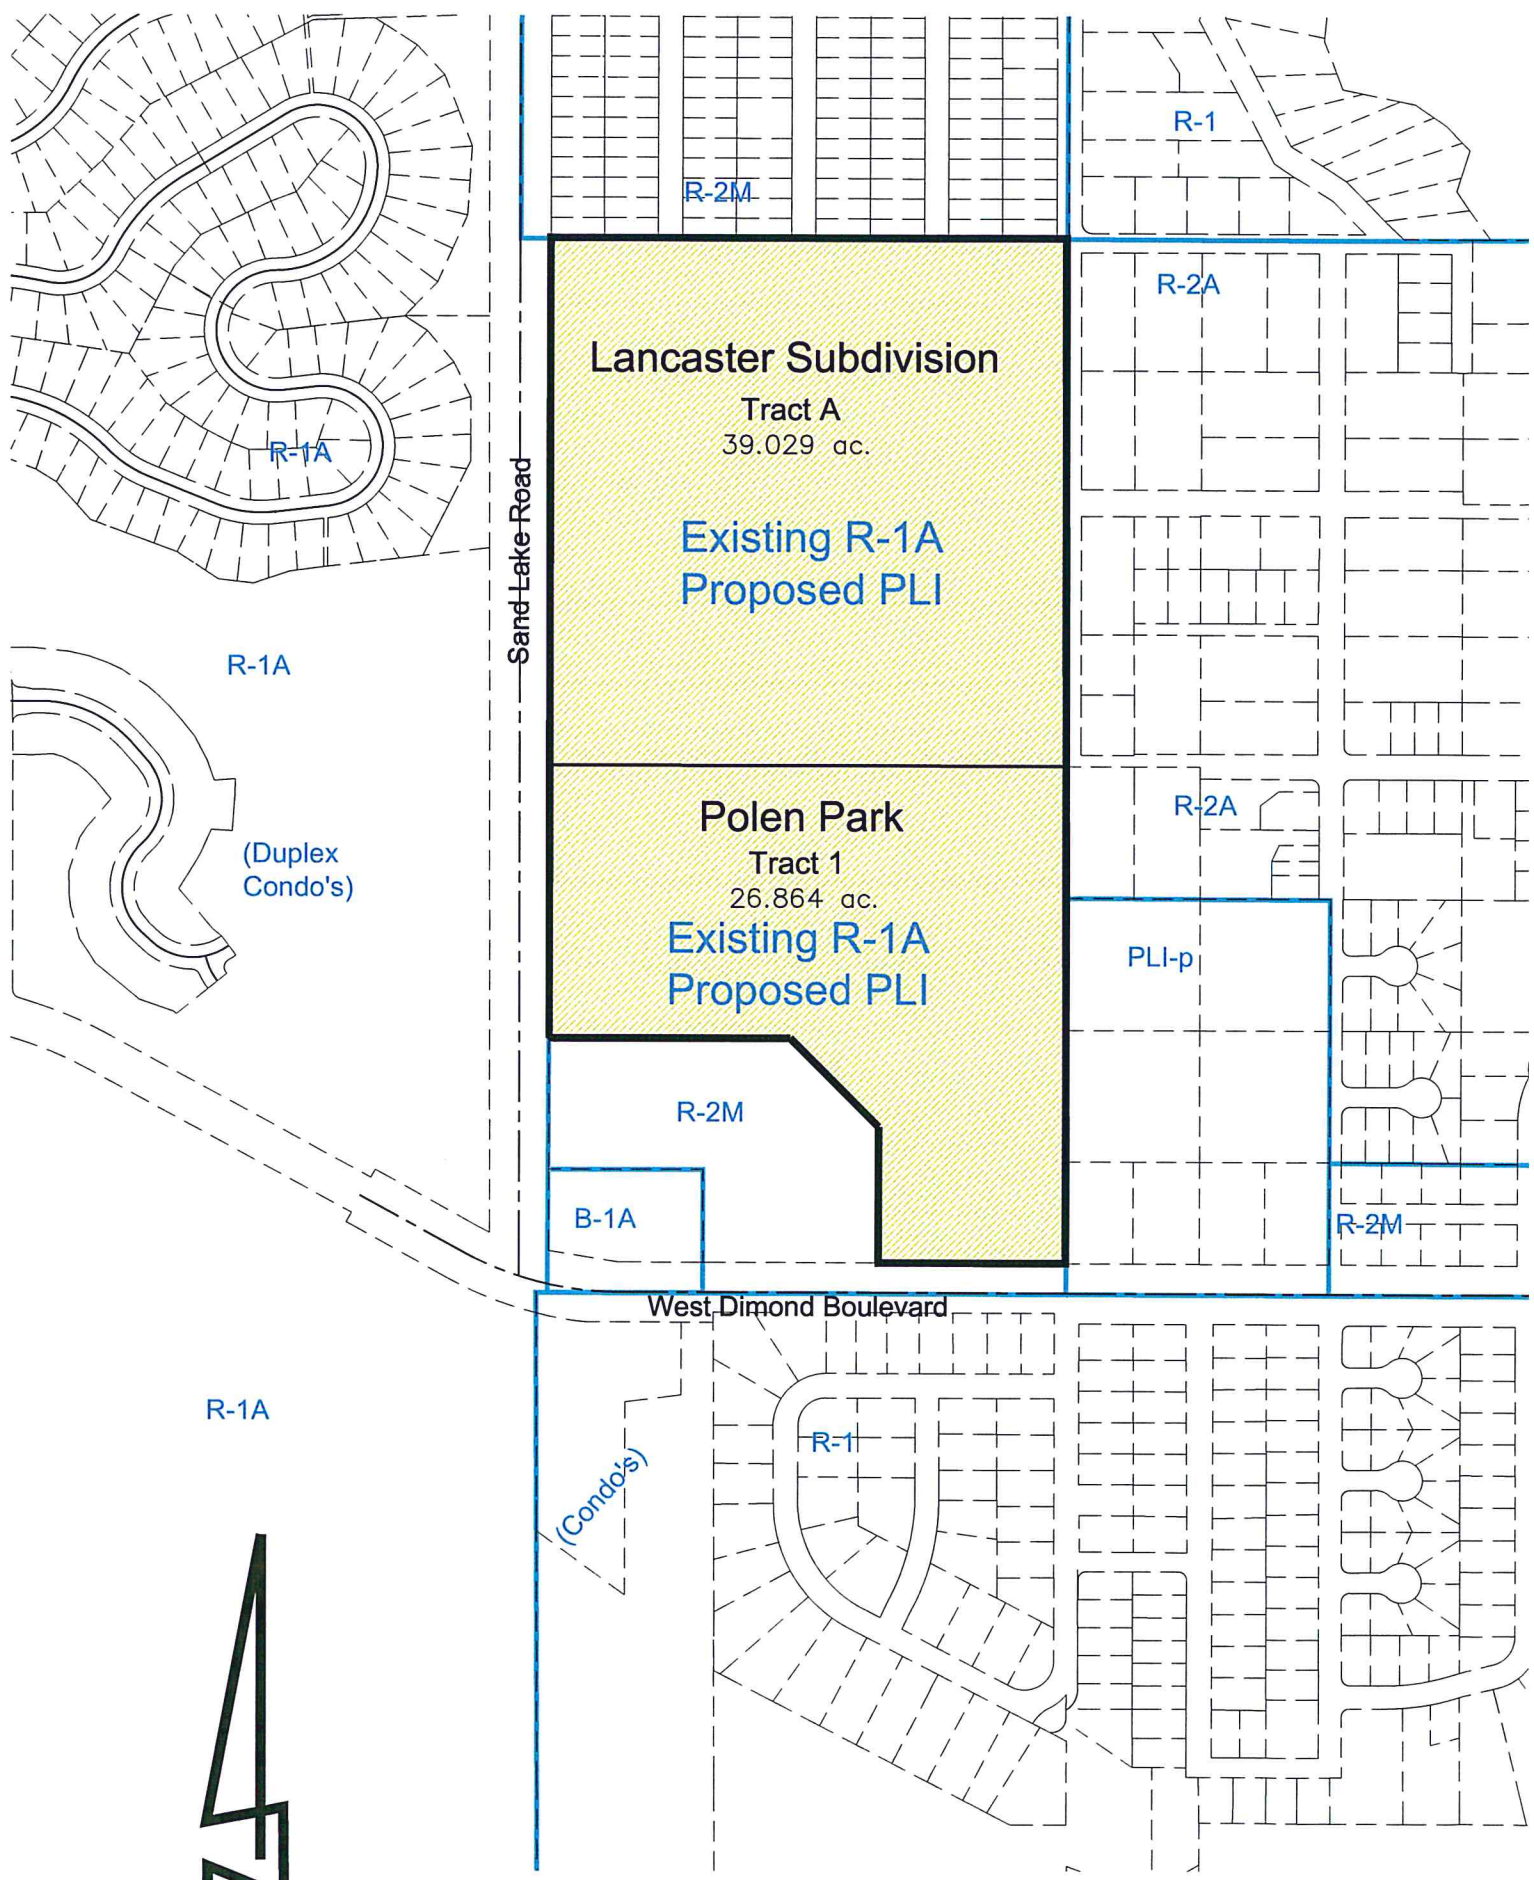 R-1
R-2M
R-2A
Lancaster Subdivision
Tract A
39.029 ac.
R-1A
Existing R-1A
Proposed PLI
Sand Lake Road
R-1A
Polen Park
Tract 1
26.864 ac.
Existing R-1A
Proposed PLI
R-2A
(Duplex
Condo's)
PLI-p
R-2M
B-1A
R-2M
West Dimond Boulevard
R-1A
R-1
(Condo's)